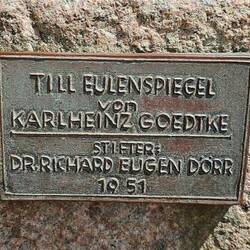 TILL EULENSPIEGEL
von
KARLHEINZ GOEDTKE
STIFTER:
DR. RICHARD EUGEN DÖRR
1951